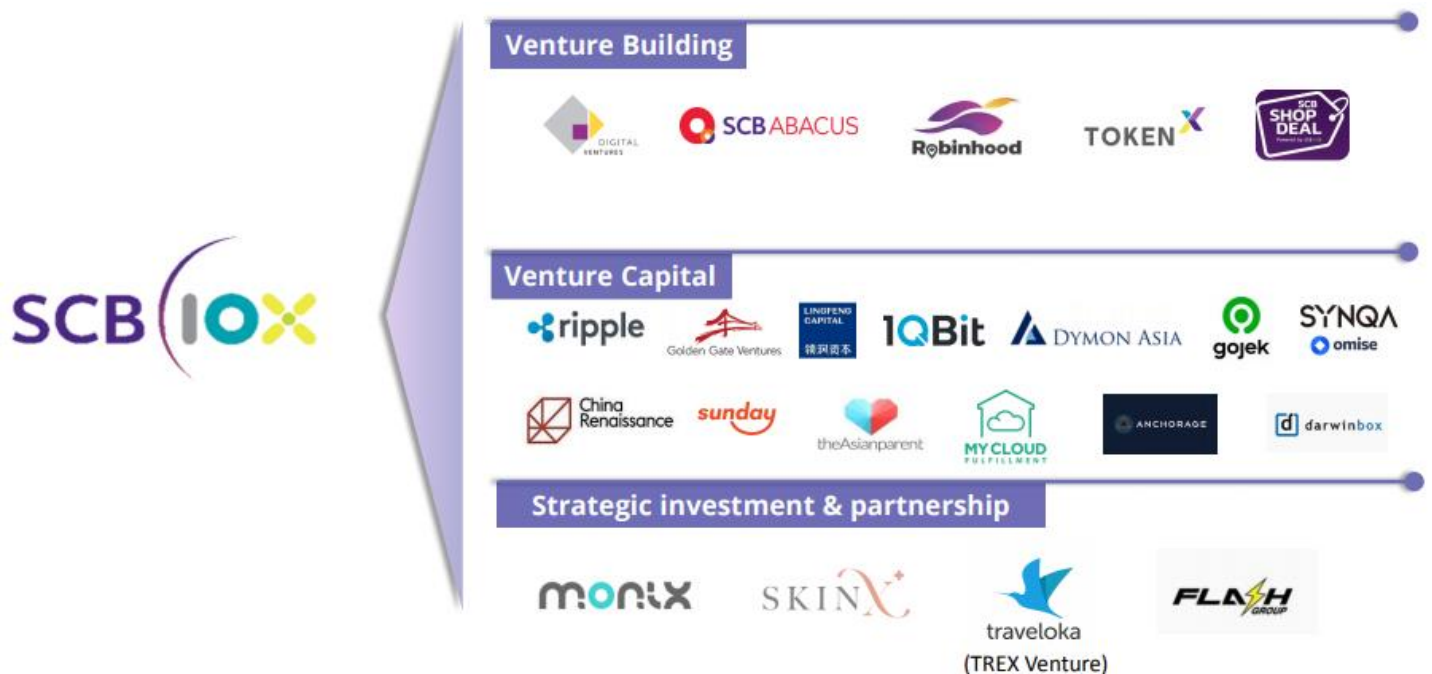 Venture Building
DIGITAL
VENTURES
SCB ABACUS
Robinhood
TOKEN X
SCB
SHOP
DEAL
SCB 10X
Venture Capital
ripple
Golden Gate Ventures
LINGFENG
CAPITAL
1QBit
DYMON ASIA
gojek
SYNQA
omise
China
Renaissance
sunday
theAsianparent
MY CLOUD
FULFILLMENT
ANCHORAGE
darwinbox
Strategic investment & partnership
monix
SKINX
traveloka
(TREX Venture)
FLASH
GROUP